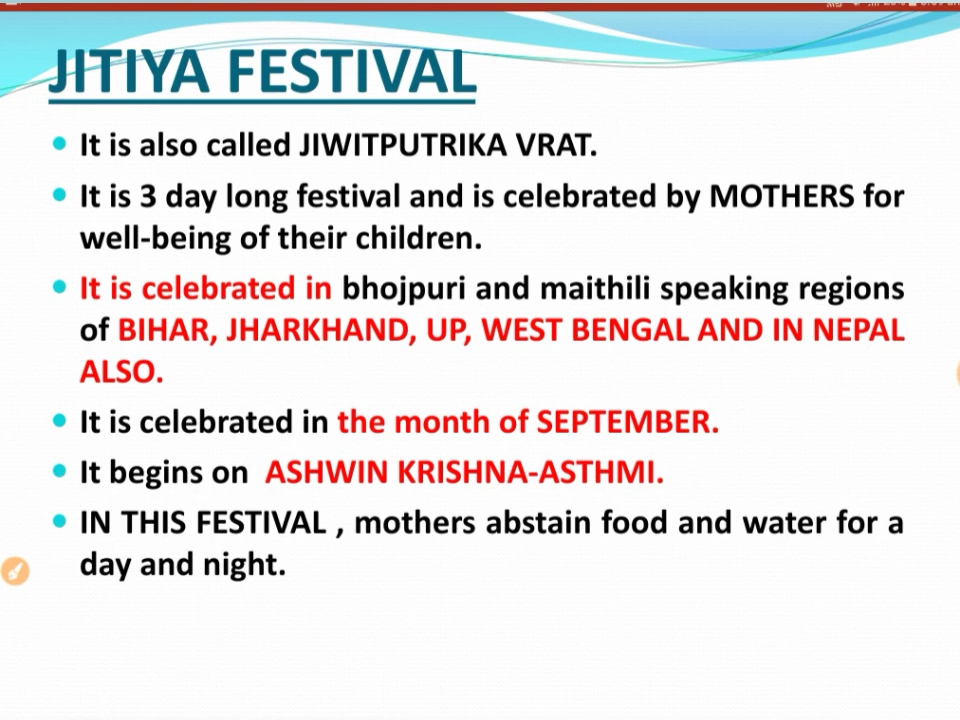 JITIYA FESTIVAL
It is also called JIWITPUTRIKA VRAT.
It is 3 day long festival and is celebrated by MOTHERS for
well-being of their children.
It is celebrated in bhojpuri and maithili speaking regions
of BIHAR, JHARKHAND, UP, WEST BENGAL AND IN NEPAL
ALSO.
It is celebrated in the month of SEPTEMBER.
It begins on ASHWIN KRISHNA-ASTHMI.
IN THIS FESTIVAL , mothers abstain food and water for a
day and night.